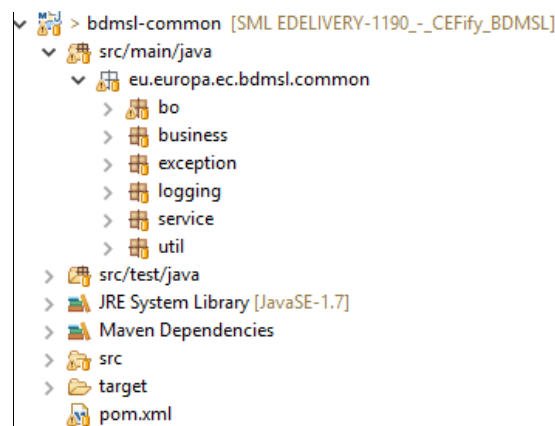 > bdmsl-common [SML EDELIVERY-1190_-_CEFify_BDMSL]
src/main/java
eu.europa.ec.bdmsl.common
bo
business
exception
logging
service
util
src/test/java
JRE System Library [JavaSE-1.7]
Maven Dependencies
src
target
pom.xml